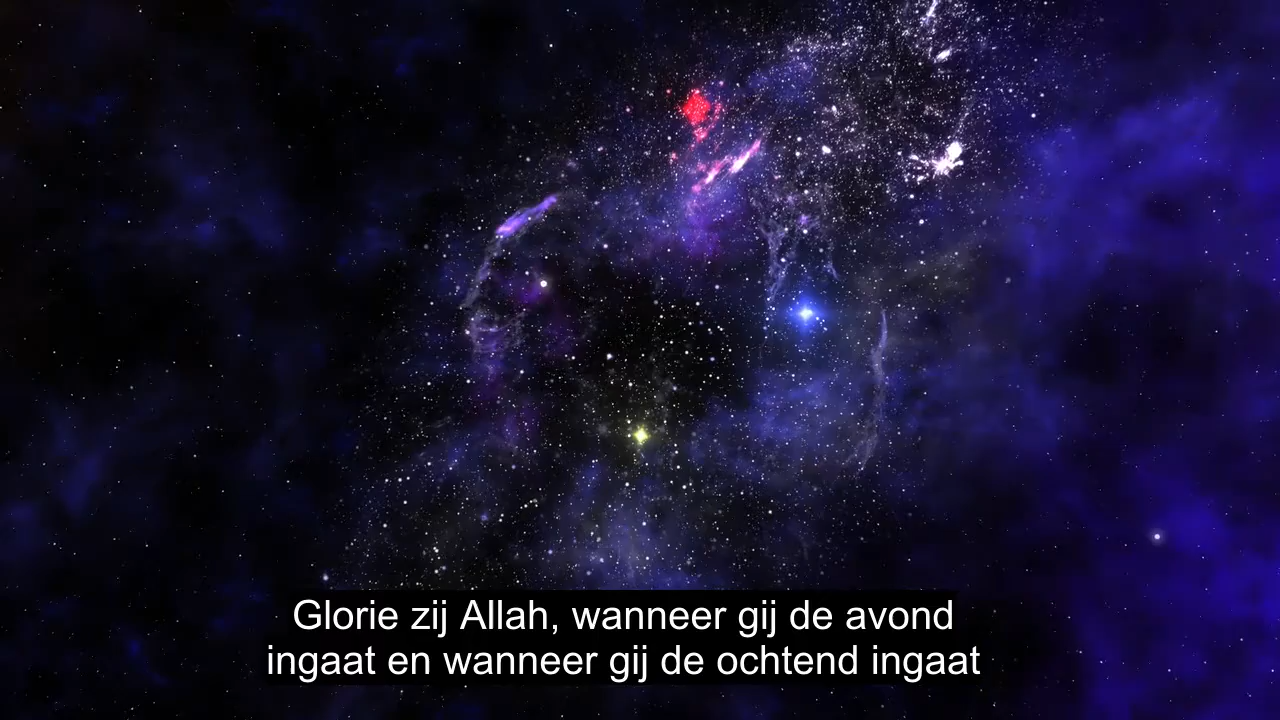 Glorie zij Allah, wanneer gij de avond
ingaat en wanneer gij de ochtend ingaat